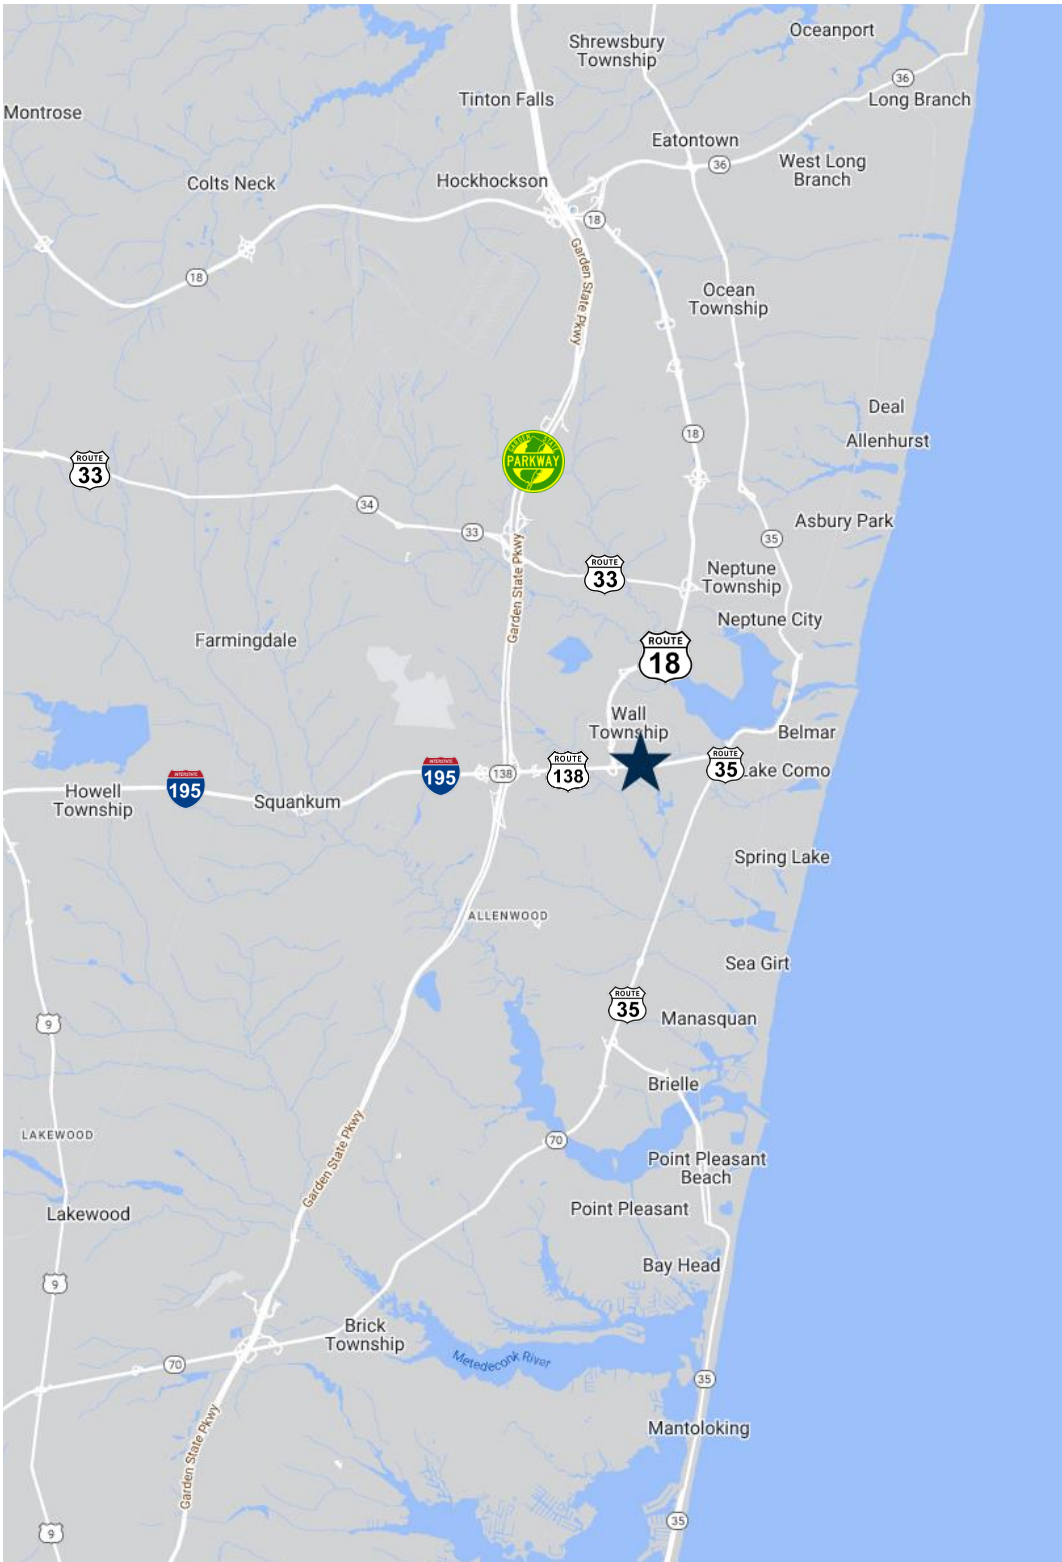 Oceanport
Shrewsbury
Township
36
Tinton Falls
Long Branch
Montrose
Eatontown
36
West Long
Branch
Hockhockson
Colts Neck
18
Garden State Pkwy
18
Ocean
Township
Deal
18
Allenhurst
GARDEN STATE
PARKWAY
ROUTE
33
34
Asbury Park
33
35
Garden State Pkwy
ROUTE
33
Neptune
Township
Neptune City
Farmingdale
ROUTE
18
Wall
Township
Belmar
INTERSTATE
195
138
ROUTE
138
ROUTE
35
Lake Como
INTERSTATE
195
Howell
Township
Squankum
Spring Lake
ALLENWOOD
Sea Girt
ROUTE
35
Manasquan
9
Brielle
LAKEWOOD
70
Garden State Pkwy
Point Pleasant
Beach
Lakewood
Point Pleasant
Bay Head
9
Brick
Township
Metedeconk River
70
35
Mantoloking
Garden State Pkwy
35
9